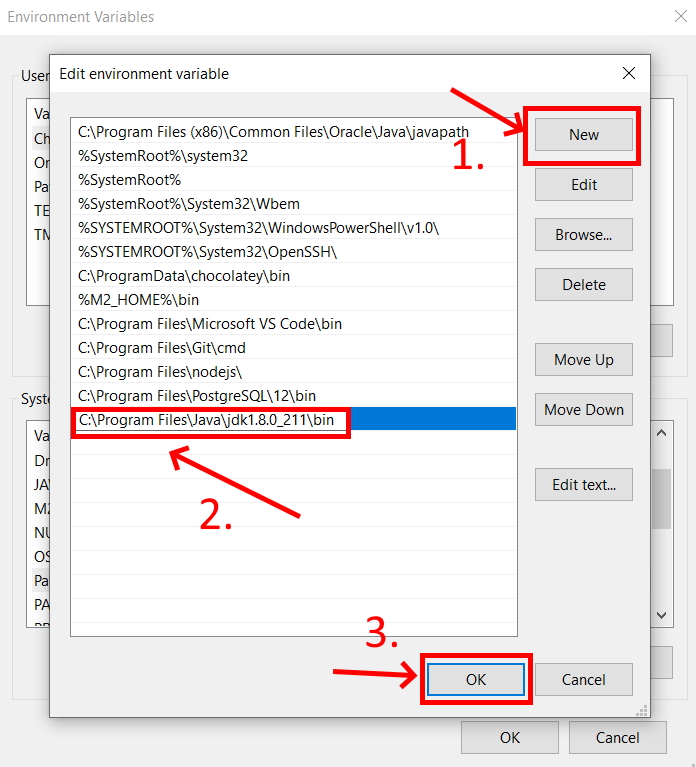 Environment Variables
User
Edit environment variable
Va
Ch
Or
Pa
TE
TM
C:\Program Files (x86)\Common Files\Oracle\Java\javapath
%SystemRoot%\system32
%SystemRoot%
%SystemRoot%\System32\Wbem
%SYSTEMROOT%\System32\WindowsPowerShell\v1.0\
%SYSTEMROOT%\System32\OpenSSH\
C:\ProgramData\chocolatey\bin
%M2_HOME%\bin
C:\Program Files\Microsoft VS Code\bin
C:\Program Files\Git\cmd
C:\Program Files\nodejs\
C:\Program Files\PostgreSQL\12\bin
C:\Program Files\Java\jdk1.8.0_211\bin
1.
New
Edit
Browse...
Delete
Move Up
Move Down
Edit text...
Syste
Va
Dr
JA
M2
NU
OS
Pa
PA
2.
3.
OK
Cancel
OK
Cancel